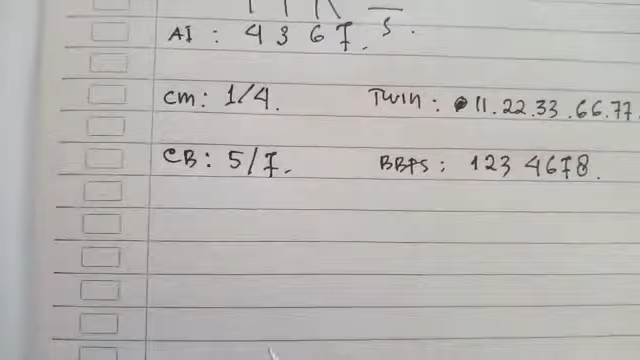 AI : 4 3 6 7. 5.
CM : 1/4. TWIN : 11.22.33.66.77.
CB : 5/7. BBFS : 123 4678.